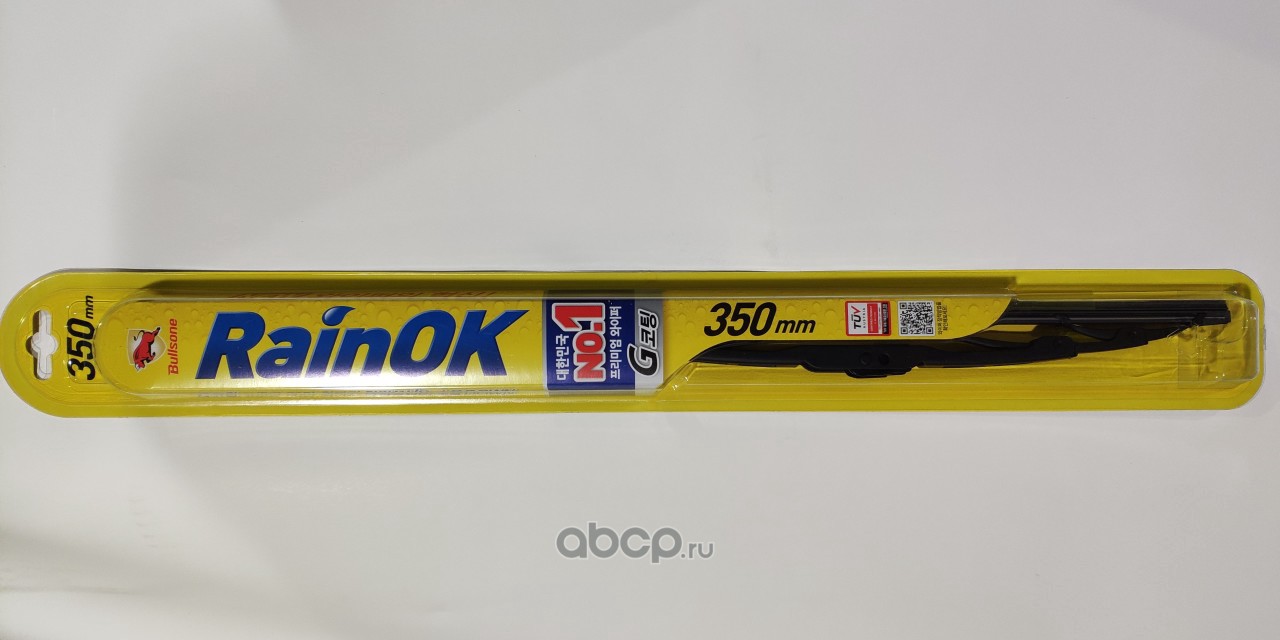 350mm
Bullsone
RainOK
대한민국
NO.1
프리미엄 와이퍼
G코팅
350mm
TÜV
abcp.ru